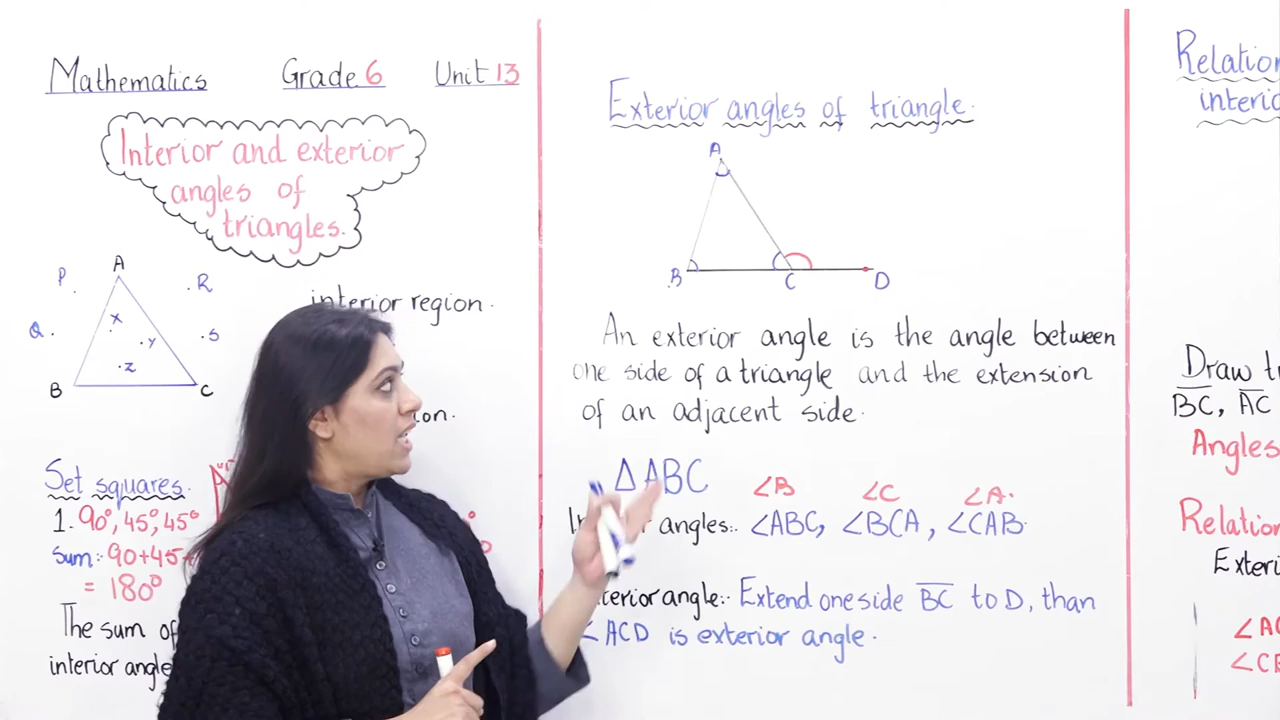 Mathematics Grade 6 Unit 13
Interior and exterior
angles of
triangles.
A
P.
.R
Q.
X
.Y
.Z
.S
B
C
interior region.
Set squares.
1. 90°, 45°, 45°
Sum:- 90+45+
= 180°
The sum of
interior angle
Exterior angles of triangle.
A
B
C
D
An exterior angle is the angle between
one side of a triangle and the extension
of an adjacent side.
∆ ABC
∠B ∠C ∠A.
angles:. ∠ABC, ∠BCA, ∠CAB.
terior angle:. Extend one side BC to D, than
∠ACD is exterior angle.
Relation
interio
Draw t
BC, AC
Angles
Relation
Exteri
∠AC